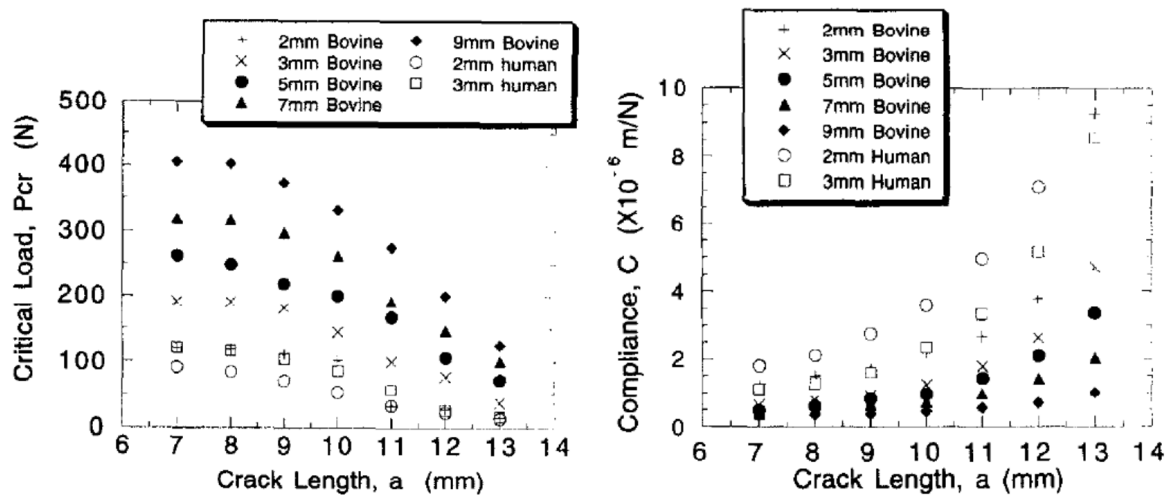 2mm Bovine 9mm Bovine
3mm Bovine 2mm human
5mm Bovine 3mm human
7mm Bovine
500
400
300
200
100
0
6 7 8 9 10 11 12 13 14
Crack Length, a (mm)
Critical Load, Pcr (N)
2mm Bovine
3mm Bovine
5mm Bovine
7mm Bovine
9mm Bovine
2mm Human
3mm Human
10
8
6
4
2
0
6 7 8 9 10 11 12 13 14
Crack Length, a (mm)
Compliance, C (X10⁻⁶ m/N)